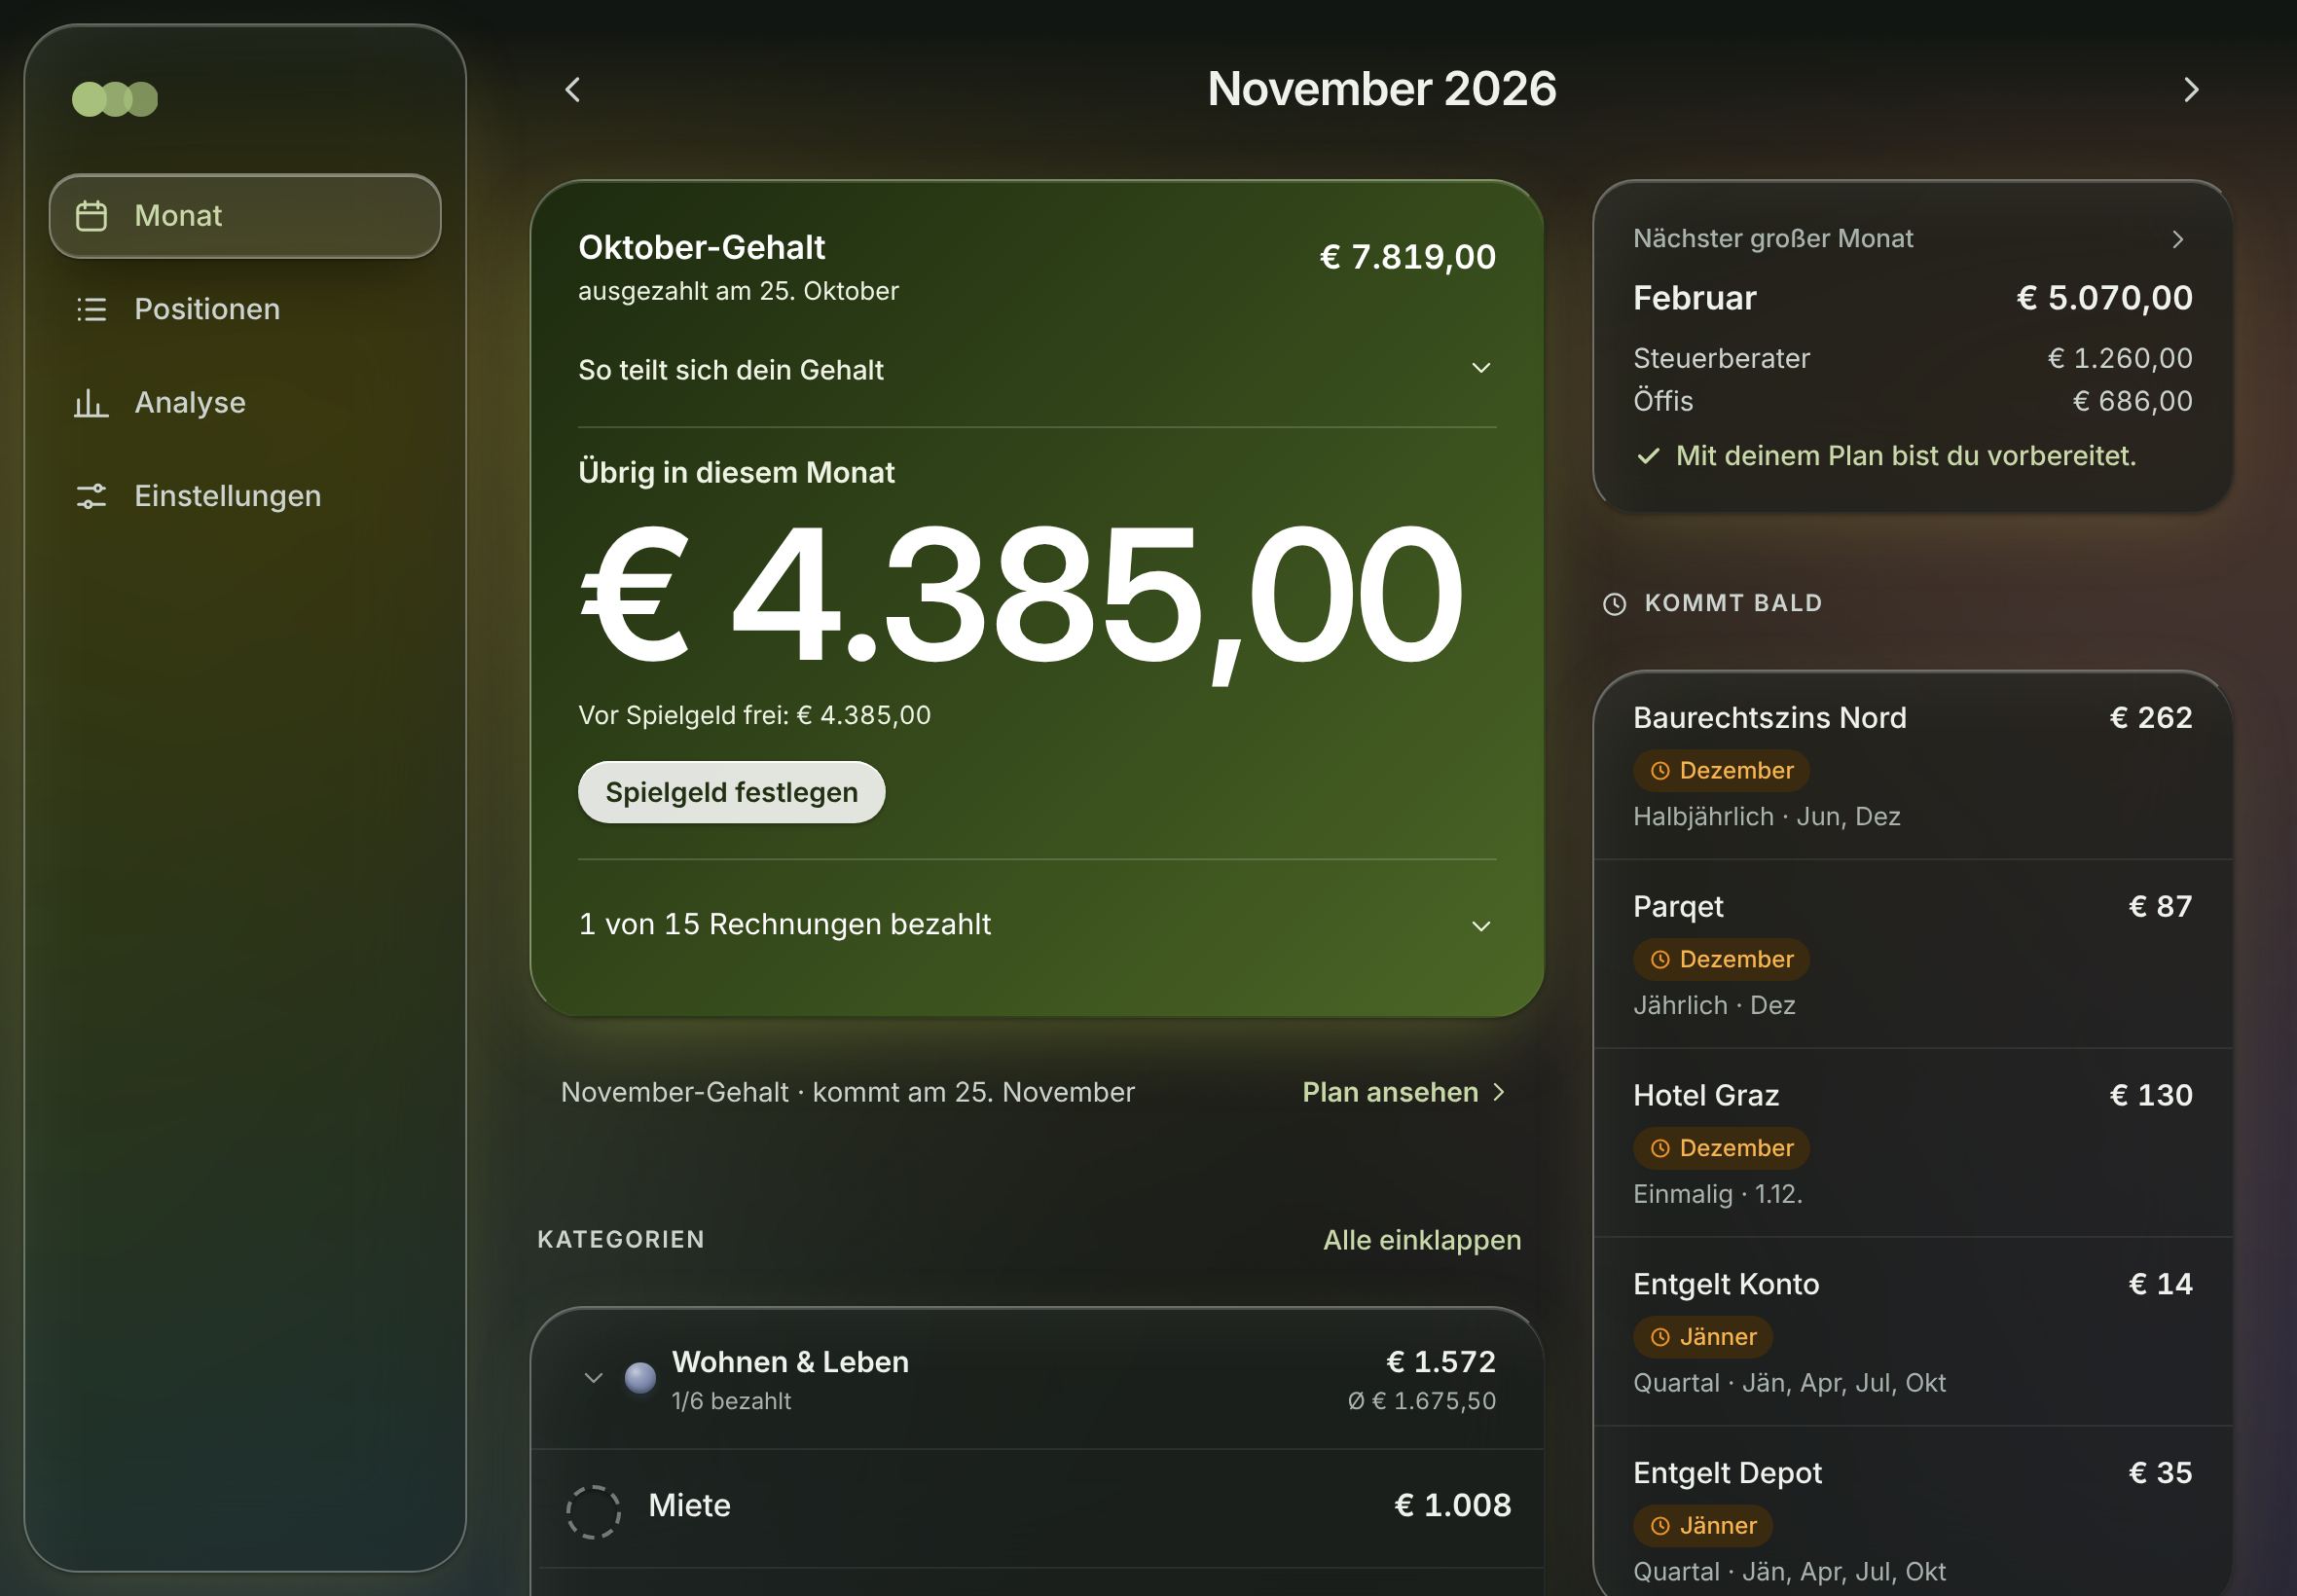 Monat
Positionen
Analyse
Einstellungen
November 2026
Oktober-Gehalt
€ 7.819,00
ausgezahlt am 25. Oktober
So teilt sich dein Gehalt
Übrig in diesem Monat
€ 4.385,00
Vor Spielgeld frei: € 4.385,00
Spielgeld festlegen
1 von 15 Rechnungen bezahlt
November-Gehalt · kommt am 25. November
Plan ansehen
KATEGORIEN
Alle einklappen
Wohnen & Leben
€ 1.572
1/6 bezahlt
Ø € 1.675,50
Miete
€ 1.008
Nächster großer Monat
Februar
€ 5.070,00
Steuerberater
€ 1.260,00
Öffis
€ 686,00
Mit deinem Plan bist du vorbereitet.
KOMMT BALD
Baurechtszins Nord
€ 262
Dezember
Halbjährlich · Jun, Dez
Parqet
€ 87
Dezember
Jährlich · Dez
Hotel Graz
€ 130
Dezember
Einmalig · 1.12.
Entgelt Konto
€ 14
Jänner
Quartal · Jän, Apr, Jul, Okt
Entgelt Depot
€ 35
Jänner
Quartal · Jän, Apr, Jul, Okt